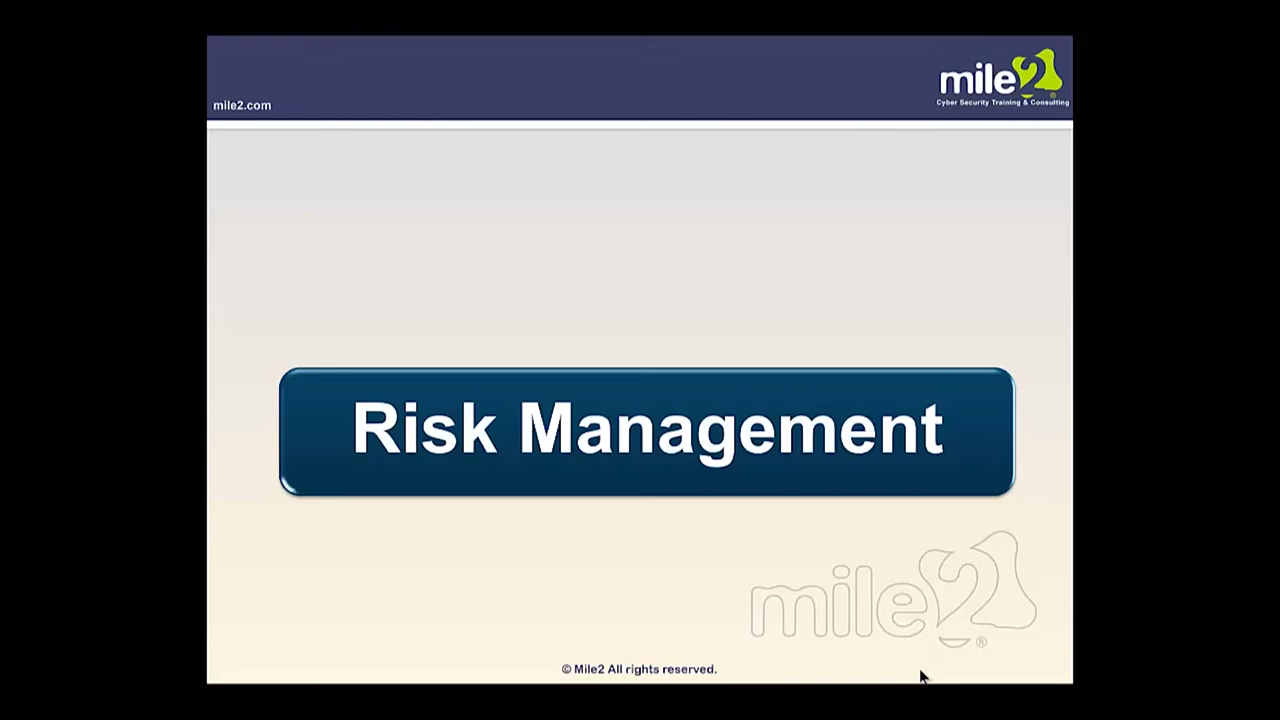 mile2.com
mile2®
Cyber Security Training & Consulting
Risk Management
mile2®
© Mile2 All rights reserved.